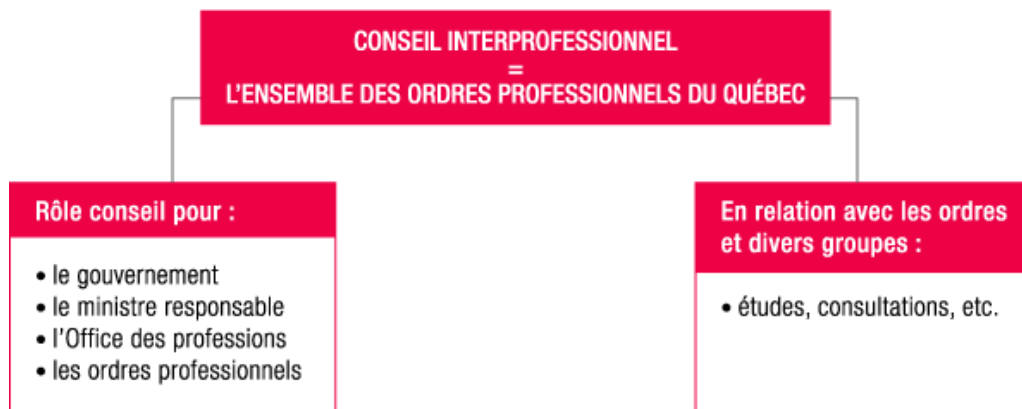 CONSEIL INTERPROFESSIONNEL
=
L'ENSEMBLE DES ORDRES PROFESSIONNELS DU QUÉBEC
Rôle conseil pour :
• le gouvernement
• le ministre responsable
• l'Office des professions
• les ordres professionnels
En relation avec les ordres
et divers groupes :
• études, consultations, etc.